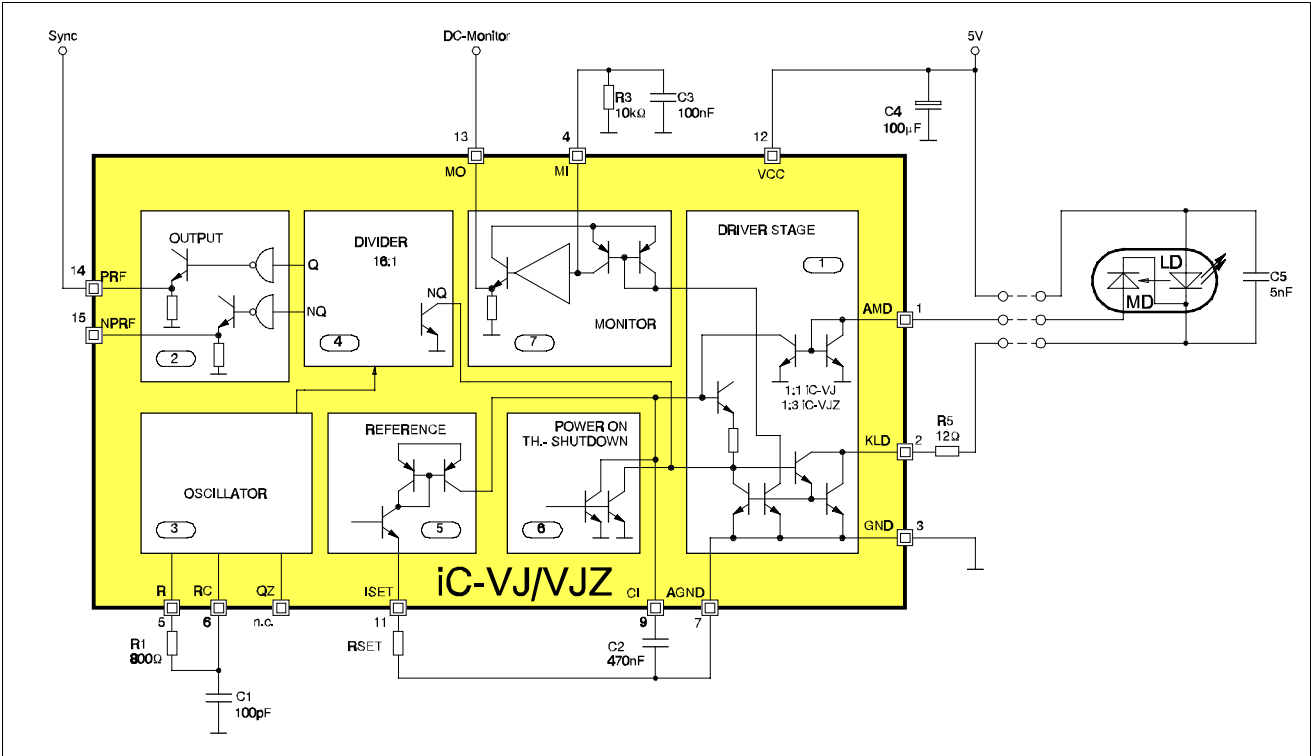 Sync
DC-Monitor
5V
R3
10kΩ
C3
100nF
C4
100μF
13
4
12
MO
MI
VCC
OUTPUT
DIVIDER
16:1
DRIVER STAGE
1
14
PRF
Q
NQ
NQ
15
NPRF
2
4
MONITOR
7
AMD
1
1:1 iC-VJ
1:3 iC-VJZ
LD
MD
C5
5nF
REFERENCE
POWER ON
TH.- SHUTDOWN
KLD
2
R5
12Ω
OSCILLATOR
3
5
6
GND
3
iC-VJ/VJZ
R
RC
QZ
ISET
CI
AGND
5
6
n.c.
11
9
7
R1
800Ω
RSET
C2
470nF
C1
100pF